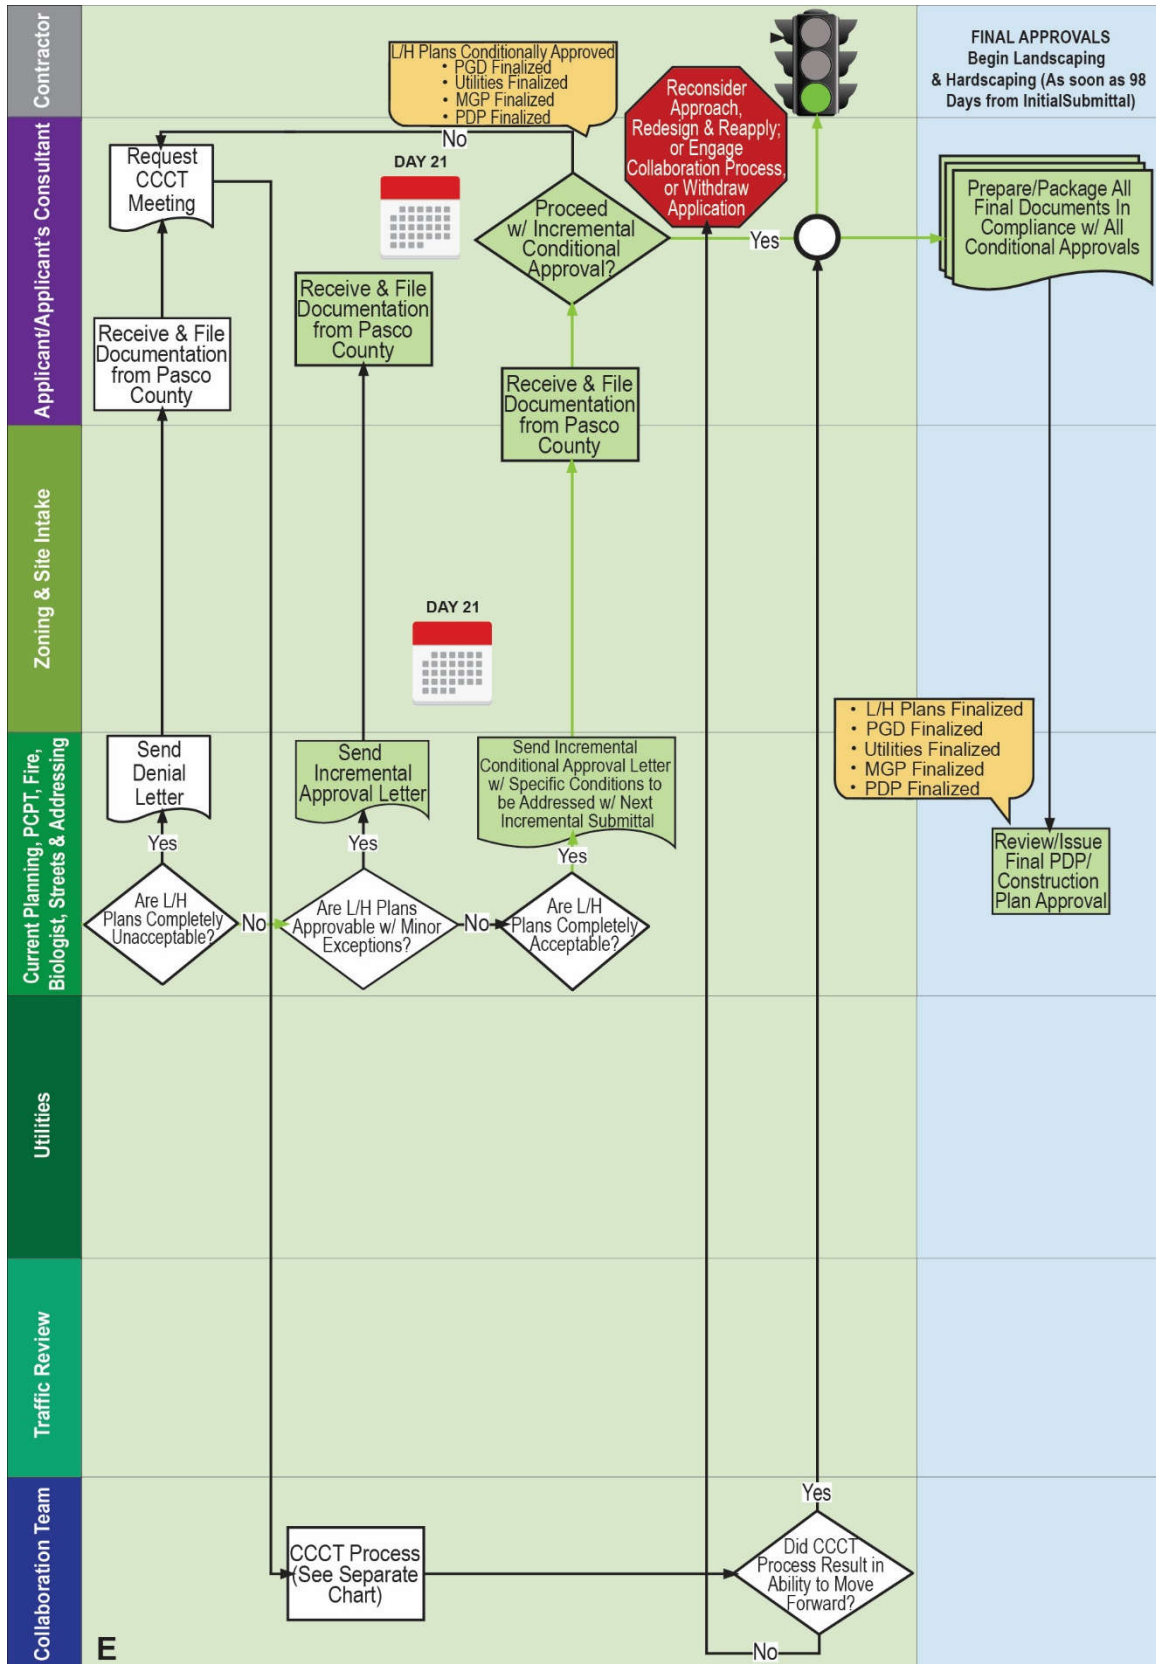 Contractor
L/H Plans Conditionally Approved
• PGD Finalized
• Utilities Finalized
• MGP Finalized
• PDP Finalized
Reconsider
Approach,
Redesign & Reapply;
or Engage
Collaboration Process,
or Withdraw
Application
FINAL APPROVALS
Begin Landscaping
& Hardscaping (As soon as 98
Days from InitialSubmittal)
Applicant/Applicant's Consultant
No
Request
CCCT
Meeting
DAY 21
Proceed
w/ Incremental
Conditional
Approval?
Yes
Prepare/Package All
Final Documents In
Compliance w/ All
Conditional Approvals
Receive & File
Documentation
from Pasco
County
Receive & File
Documentation
from Pasco
County
Receive & File
Documentation
from Pasco
County
Zoning & Site Intake
DAY 21
Current Planning, PCPT, Fire,
Biologist, Streets & Addressing
Send
Denial
Letter
Send
Incremental
Approval Letter
Send Incremental
Conditional Approval Letter
w/ Specific Conditions to
be Addressed w/ Next
Incremental Submittal
• L/H Plans Finalized
• PGD Finalized
• Utilities Finalized
• MGP Finalized
• PDP Finalized
Yes
Yes
Yes
Are L/H
Plans Completely
Unacceptable?
No
Are L/H Plans
Approvable w/ Minor
Exceptions?
No
Are L/H
Plans Completely
Acceptable?
Review/Issue
Final PDP/
Construction
Plan Approval
Utilities
Traffic Review
Collaboration Team
Yes
CCCT Process
(See Separate
Chart)
Did CCCT
Process Result in
Ability to Move
Forward?
No
E